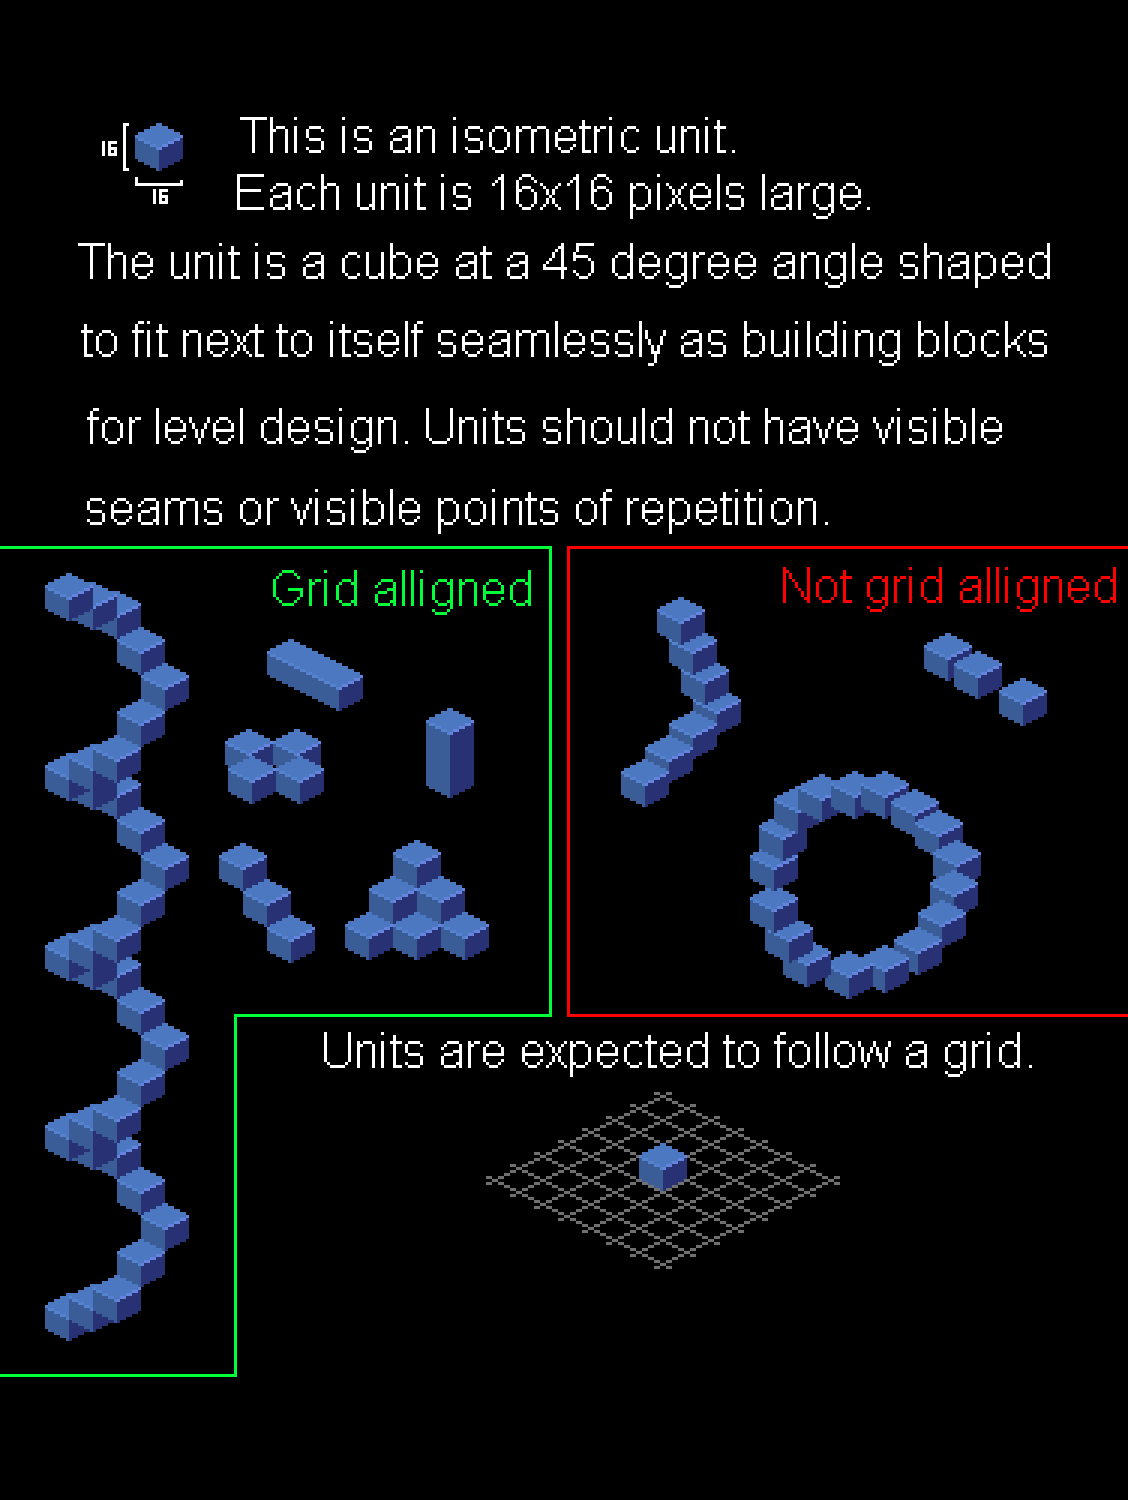 This is an isometric unit.
16
16
Each unit is 16x16 pixels large.
The unit is a cube at a 45 degree angle shaped
to fit next to itself seamlessly as building blocks
for level design. Units should not have visible
seams or visible points of repetition.
Grid alligned
Not grid alligned
Units are expected to follow a grid.